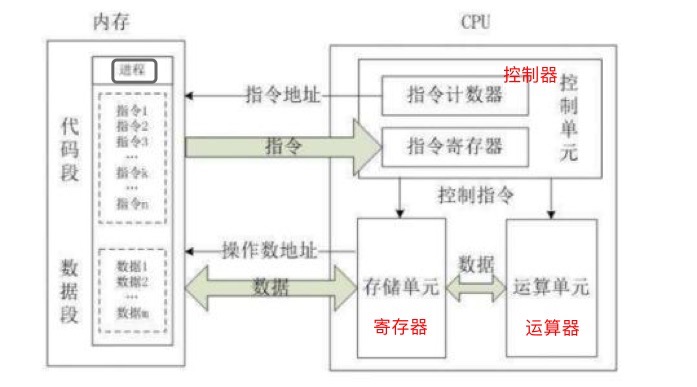 内存
CPU
进程
指令1
指令2
指令3
...
指令k
...
指令n
代码段
数据1
数据2
...
数据m
数据段
指令地址
指令
操作数地址
数据
控制器
指令计数器
指令寄存器
控制单元
控制指令
存储单元
寄存器
数据
运算单元
运算器